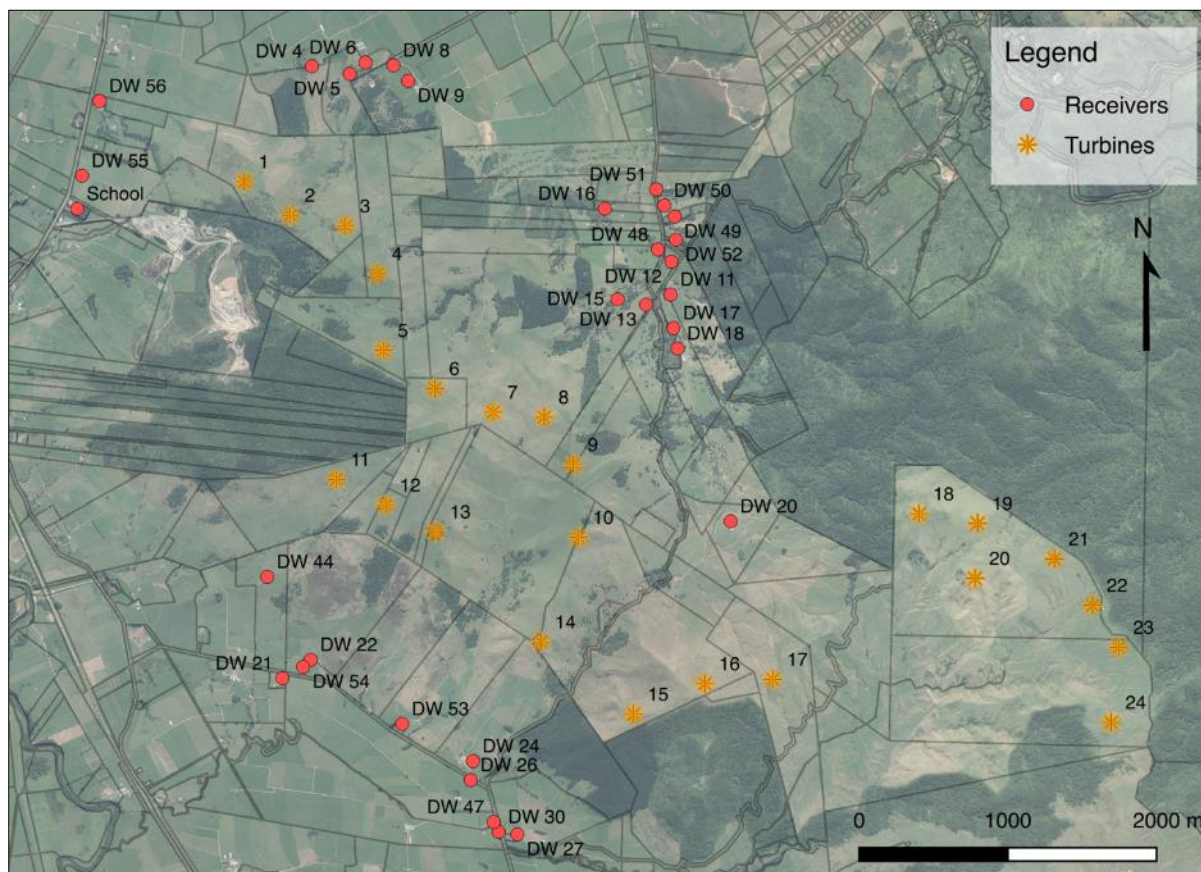 DW 4
DW 6
DW 8
DW 5
DW 9
DW 56
DW 55
School
1
2
3
4
5
DW 51
DW 50
DW 16
DW 49
DW 48
DW 52
DW 12
DW 11
DW 15
DW 13
DW 17
DW 18
Legend
Receivers
Turbines
N
6
7
8
9
10
11
12
13
DW 20
DW 44
14
DW 22
DW 21
DW 54
DW 53
15
16
17
18
19
20
21
22
23
24
DW 24
DW 26
DW 47
DW 30
DW 27
0 1000 2000 m